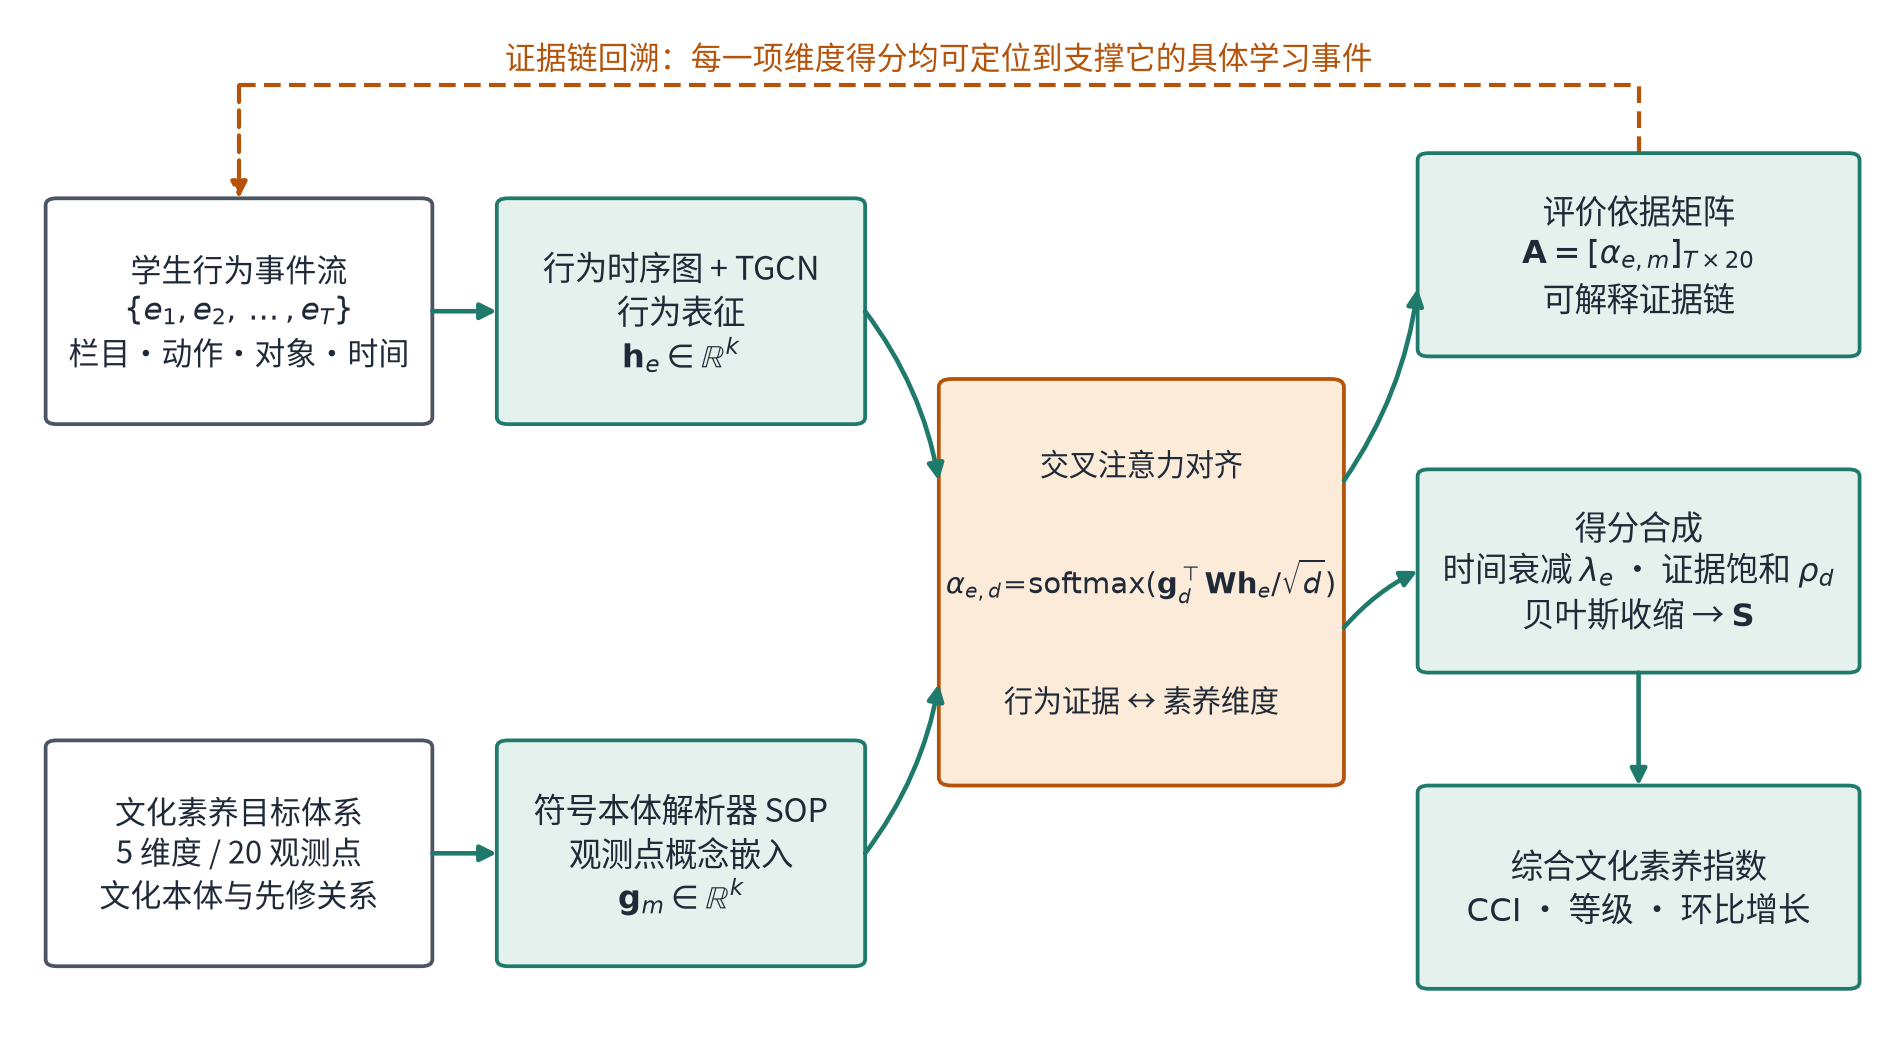 证据链回溯：每一项维度得分均可定位到支撑它的具体学习事件
学生行为事件流
{e₁, e₂, …, e_T}
栏目・动作・对象・时间
行为时序图 + TGCN
行为表征
h_e ∈ ℝ^k
文化素养目标体系
5 维度 / 20 观测点
文化本体与先修关系
符号本体解析器 SOP
观测点概念嵌入
g_m ∈ ℝ^k
交叉注意力对齐
α_{e,d}=softmax(g_d^⊤ Wh_e/√d)
行为证据 ↔ 素养维度
评价依据矩阵
A = [α_{e,m}]_{T×20}
可解释证据链
得分合成
时间衰减 λ_e ・ 证据饱和 ρ_d
贝叶斯收缩 → S
综合文化素养指数
CCI ・ 等级 ・ 环比增长